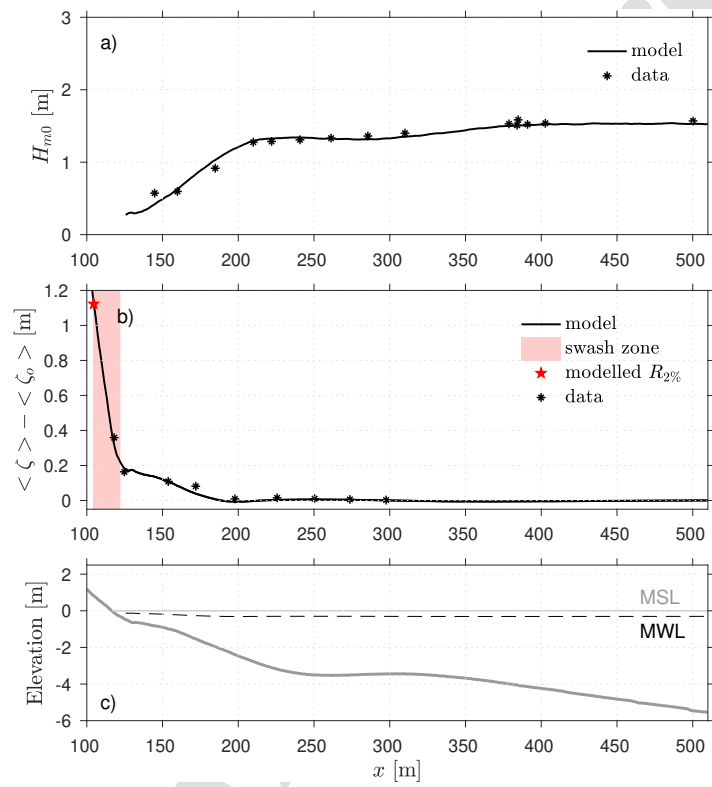 3
a)
model
data
2
1
0
H_{m0} [m]
100 150 200 250 300 350 400 450 500
1.2
b)
1
model
swash zone
0.8
modelled R_{2%}
0.6
data
0.4
0.2
0
< ζ > − < ζ_o > [m]
100 150 200 250 300 350 400 450 500
2
MSL
0
MWL
-2
-4
c)
-6
Elevation [m]
100 150 200 250 300 350 400 450 500
x [m]